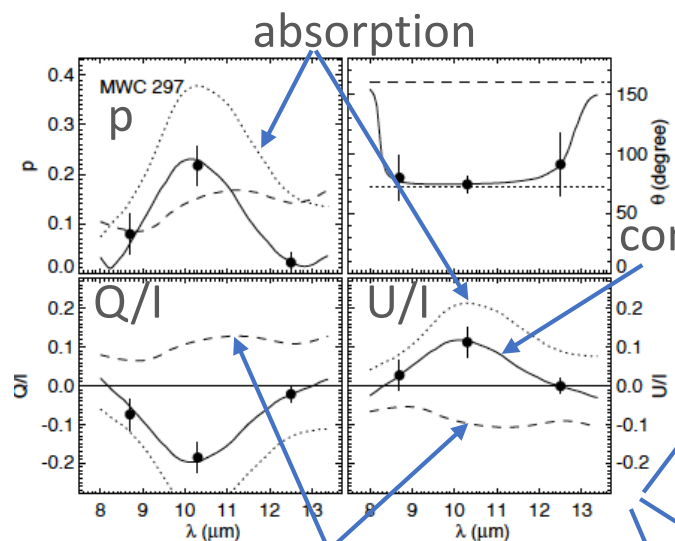 absorption
0.4
MWC 297
p
0.3
p
0.2
0.1
0.0
150
100
50
0
θ (degree)
con
Q/I
0.2
0.1
0.0
-0.1
-0.2
Q/I
U/I
0.2
0.1
0.0
-0.1
-0.2
U/I
8 9 10 11 12 13
λ (μm)
8 9 10 11 12 13
λ (μm)